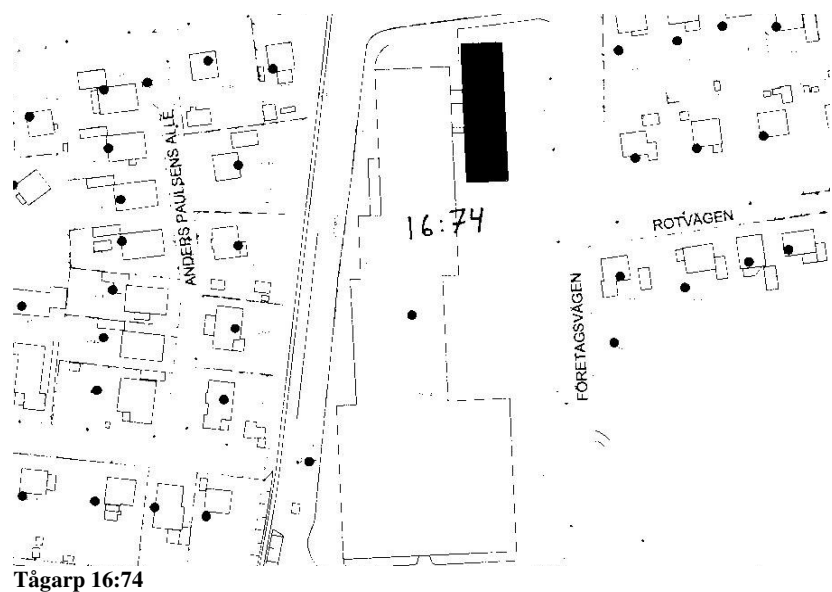 ANDERS PAULSENS ALLÉ
16:74
ROTVÄGEN
FÖRETAGSVÄGEN
Tågarp 16:74